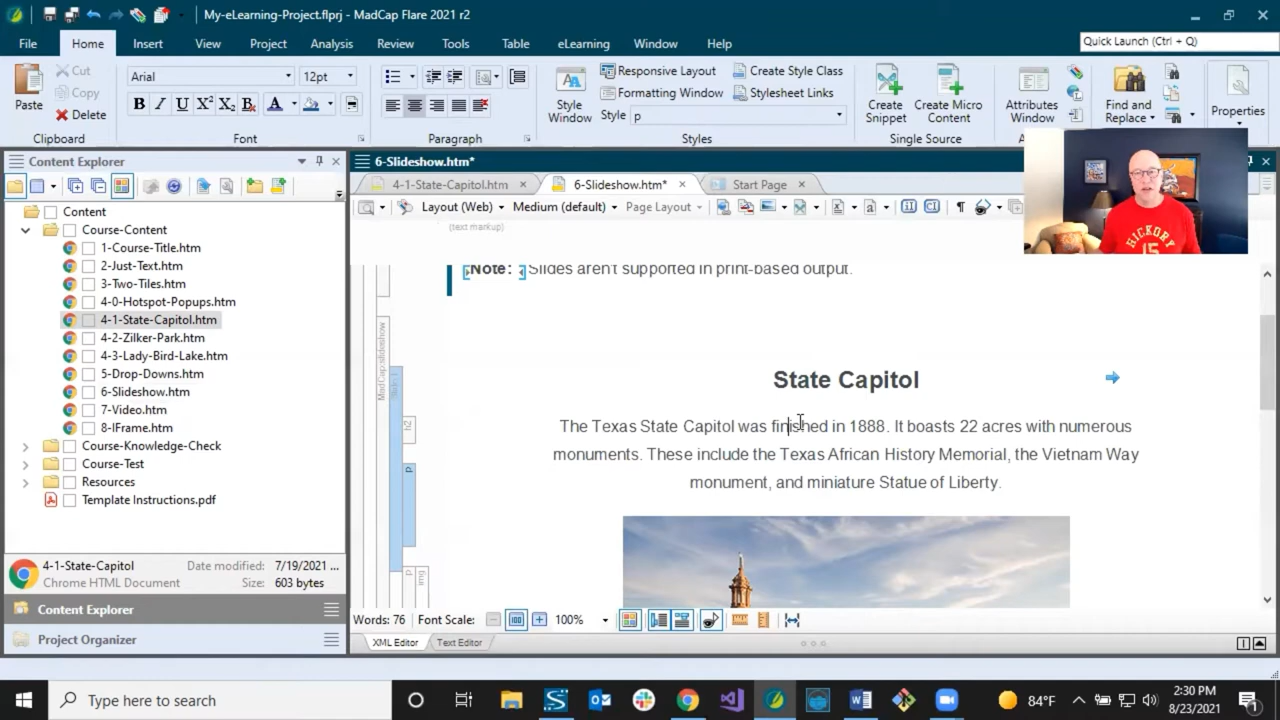 My-eLearning-Project.flprj - MadCap Flare 2021 r2
File Home Insert View Project Analysis Review Tools Table eLearning Window Help
Quick Launch (Ctrl + Q)
Paste
Cut
Copy
Delete
Clipboard
Arial 12pt
B I U X² X₂ B A
Font
Paragraph
Style Window
Responsive Layout
Formatting Window
Style p
Create Style Class
Stylesheet Links
Styles
Create Snippet
Create Micro Content
Single Source
Attributes Window
Find and Replace
Properties
Content Explorer
Content
Course-Content
1-Course-Title.htm
2-Just-Text.htm
3-Two-Tiles.htm
4-0-Hotspot-Popups.htm
4-1-State-Capitol.htm
4-2-Zilker-Park.htm
4-3-Lady-Bird-Lake.htm
5-Drop-Downs.htm
6-Slideshow.htm
7-Video.htm
8-IFrame.htm
Course-Knowledge-Check
Course-Test
Resources
Template Instructions.pdf
4-1-State-Capitol Date modified: 7/19/2021 ...
Chrome HTML Document Size: 603 bytes
Content Explorer
Project Organizer
6-Slideshow.htm*
4-1-State-Capitol.htm 6-Slideshow.htm* Start Page
Layout (Web) Medium (default) Page Layout
(text markup)
Note: Slides aren't supported in print-based output.
MadCap:slideshow
h2
p
p
img
State Capitol
The Texas State Capitol was finished in 1888. It boasts 22 acres with numerous
monuments. These include the Texas African History Memorial, the Vietnam Way
monument, and miniature Statue of Liberty.
HICKORY
15
Words: 76 Font Scale: 100%
XML Editor Text Editor
Type here to search
84°F
2:30 PM
8/23/2021
1